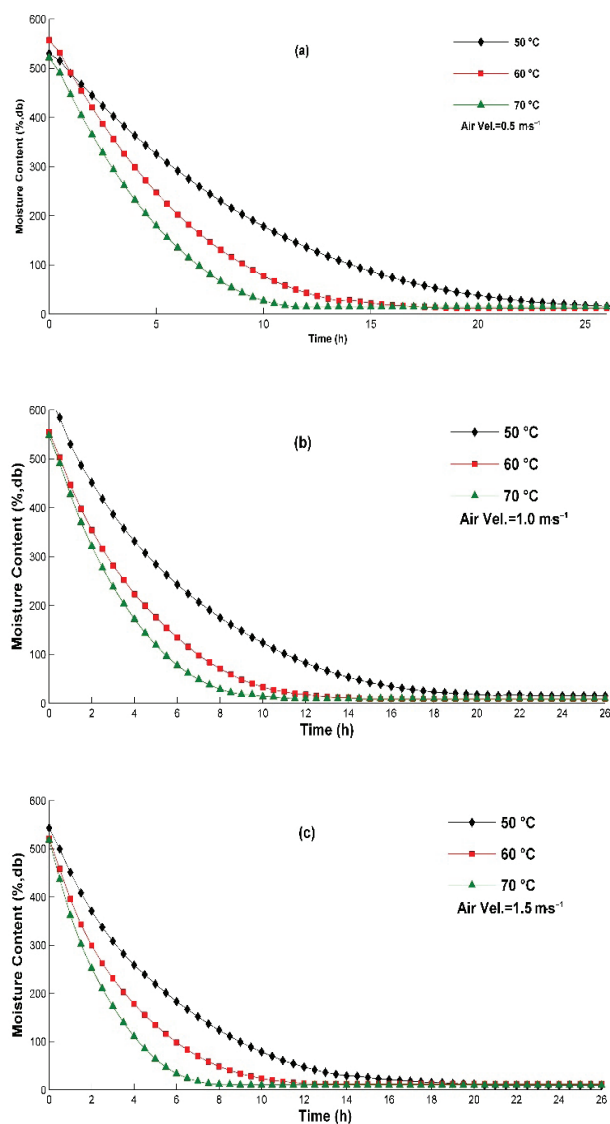 600
(a)
50 °C
500
60 °C
400
70 °C
Air Vel.=0.5 ms⁻¹
300
200
100
0
Moisture Content (%,db)
0 5 10 15 20 25
Time (h)
600
(b)
50 °C
500
60 °C
400
70 °C
Air Vel.=1.0 ms⁻¹
300
200
100
0
Moisture Content (%,db)
0 2 4 6 8 10 12 14 16 18 20 22 24 26
Time (h)
600
(c)
50 °C
500
60 °C
400
70 °C
Air Vel.=1.5 ms⁻¹
300
200
100
0
Moisture Content (%,db)
0 2 4 6 8 10 12 14 16 18 20 22 24 26
Time (h)